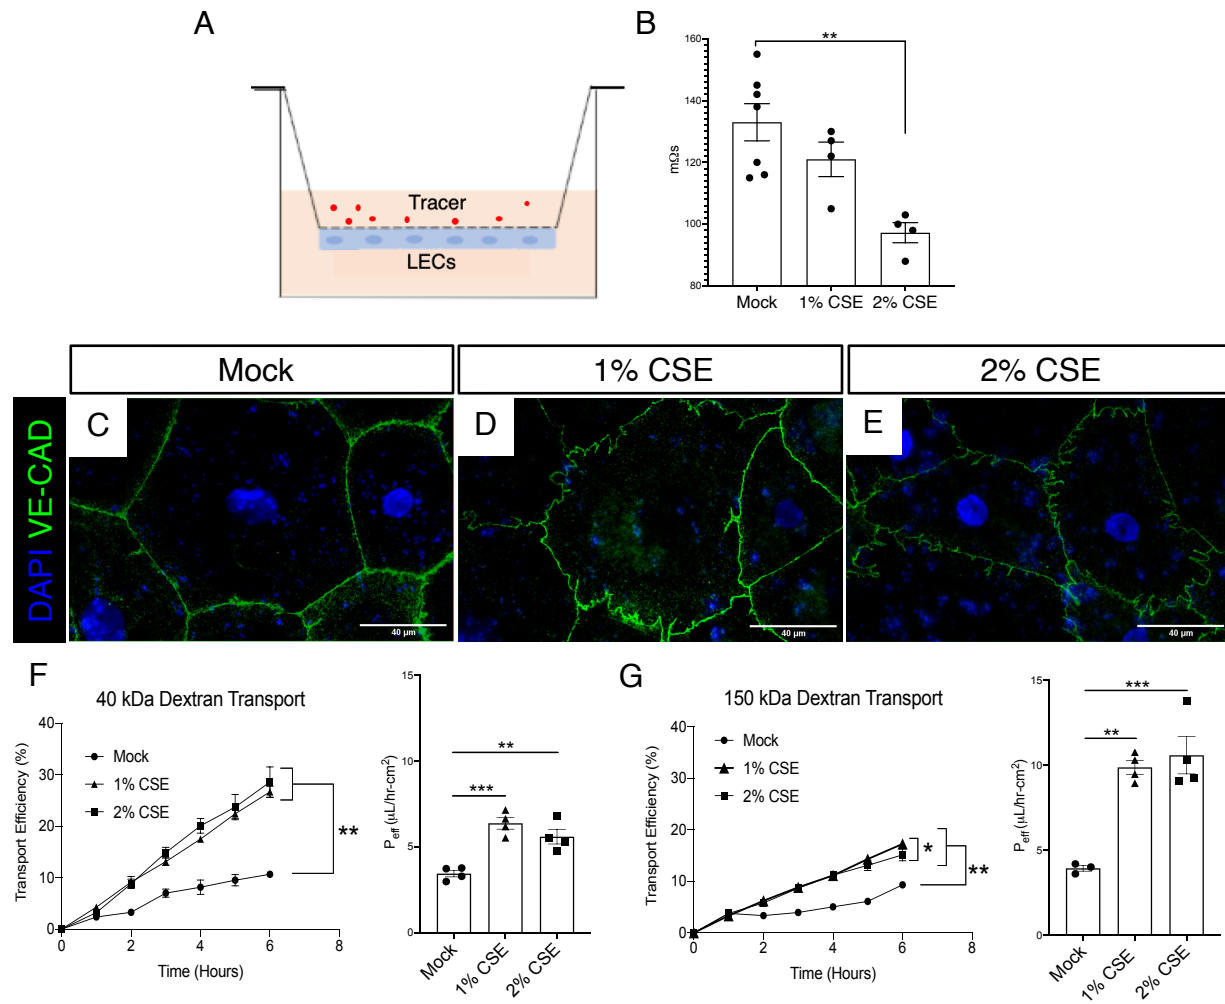 A
Tracer
LECs
B
**
160
140
120
100
80
mΩs
Mock
1% CSE
2% CSE
Mock
1% CSE
2% CSE
DAPI VE-CAD
C
40 µm
D
40 µm
E
40 µm
F
40 kDa Dextran Transport
Transport Efficiency (%)
40
30
20
10
0
0
2
4
6
8
Time (Hours)
Mock
1% CSE
2% CSE
**
15
10
5
0
Peff (µL/hr-cm²)
**
***
Mock
1% CSE
2% CSE
G
150 kDa Dextran Transport
Transport Efficiency (%)
40
30
20
10
0
0
2
4
6
8
Time (Hours)
Mock
1% CSE
2% CSE
*
**
15
10
5
0
Peff (µL/hr-cm²)
***
**
Mock
1% CSE
2% CSE